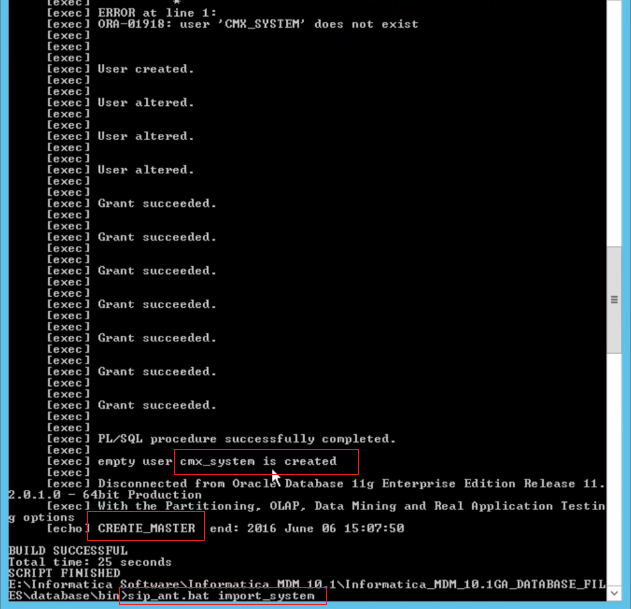 [exec]
[exec] ERROR at line 1:
[exec] ORA-01918: user 'CMX_SYSTEM' does not exist
[exec]
[exec]
[exec]
[exec] User created.
[exec]
[exec]
[exec] User altered.
[exec]
[exec]
[exec] User altered.
[exec]
[exec]
[exec] User altered.
[exec]
[exec]
[exec] Grant succeeded.
[exec]
[exec]
[exec] Grant succeeded.
[exec]
[exec]
[exec] Grant succeeded.
[exec]
[exec]
[exec] Grant succeeded.
[exec]
[exec]
[exec] Grant succeeded.
[exec]
[exec]
[exec] Grant succeeded.
[exec]
[exec]
[exec] Grant succeeded.
[exec]
[exec]
[exec] PL/SQL procedure successfully completed.
[exec]
[exec] empty user cmx_system is created
[exec]
[exec] Disconnected from Oracle Database 11g Enterprise Edition Release 11.
2.0.1.0 - 64bit Production
[exec] With the Partitioning, OLAP, Data Mining and Real Application Testin
g options
[echo] CREATE_MASTER end: 2016 June 06 15:07:50
BUILD SUCCESSFUL
Total time: 25 seconds
SCRIPT FINISHED
E:\Informatica Software\Informatica MDM 10.1\Informatica_MDM_10.1GA_DATABASE_FIL
ES\database\bin>sip_ant.bat import_system